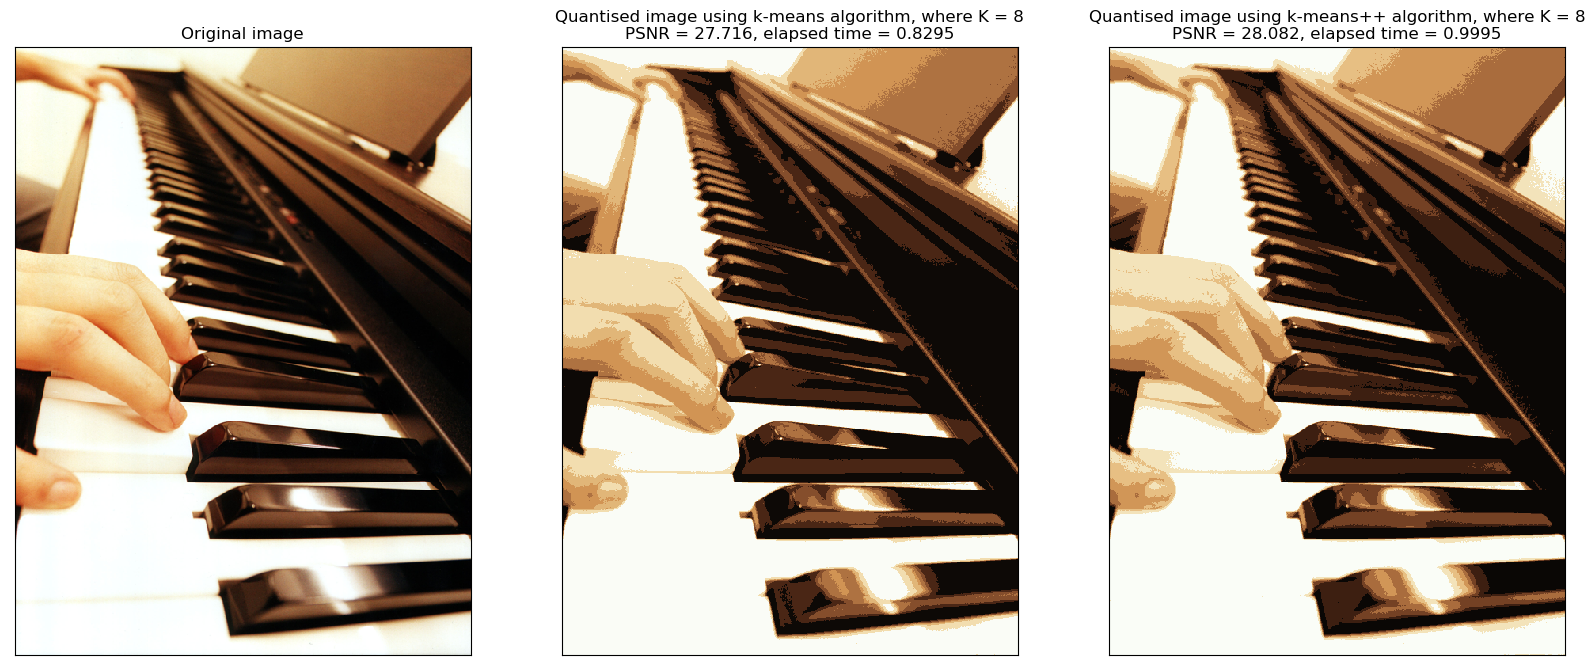 Original image
Quantised image using k-means algorithm, where K = 8
PSNR = 27.716, elapsed time = 0.8295
Quantised image using k-means++ algorithm, where K = 8
PSNR = 28.082, elapsed time = 0.9995